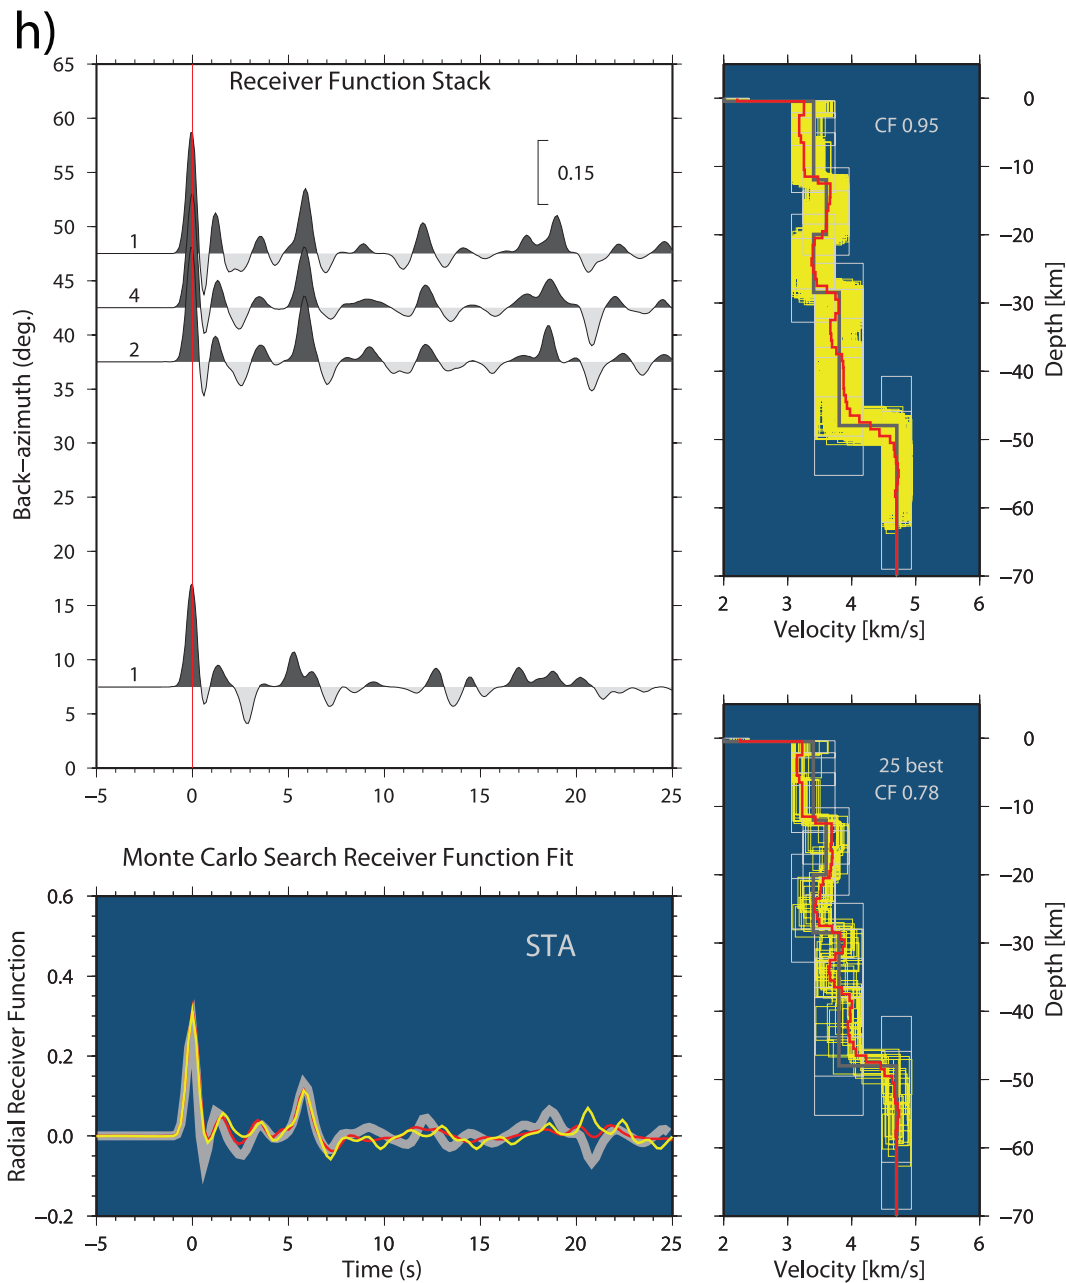 h)
Receiver Function Stack
65
60
55
50
45
40
35
30
25
20
15
10
5
0
Back–azimuth (deg.)
0.15
1
4
2
1
−5 0 5 10 15 20 25
CF 0.95
0
−10
−20
−30
−40
−50
−60
−70
Depth [km]
2 3 4 5 6
Velocity [km/s]
Monte Carlo Search Receiver Function Fit
STA
0.6
0.4
0.2
0.0
−0.2
Radial Receiver Function
−5 0 5 10 15 20 25
Time (s)
25 best
CF 0.78
0
−10
−20
−30
−40
−50
−60
−70
Depth [km]
2 3 4 5 6
Velocity [km/s]